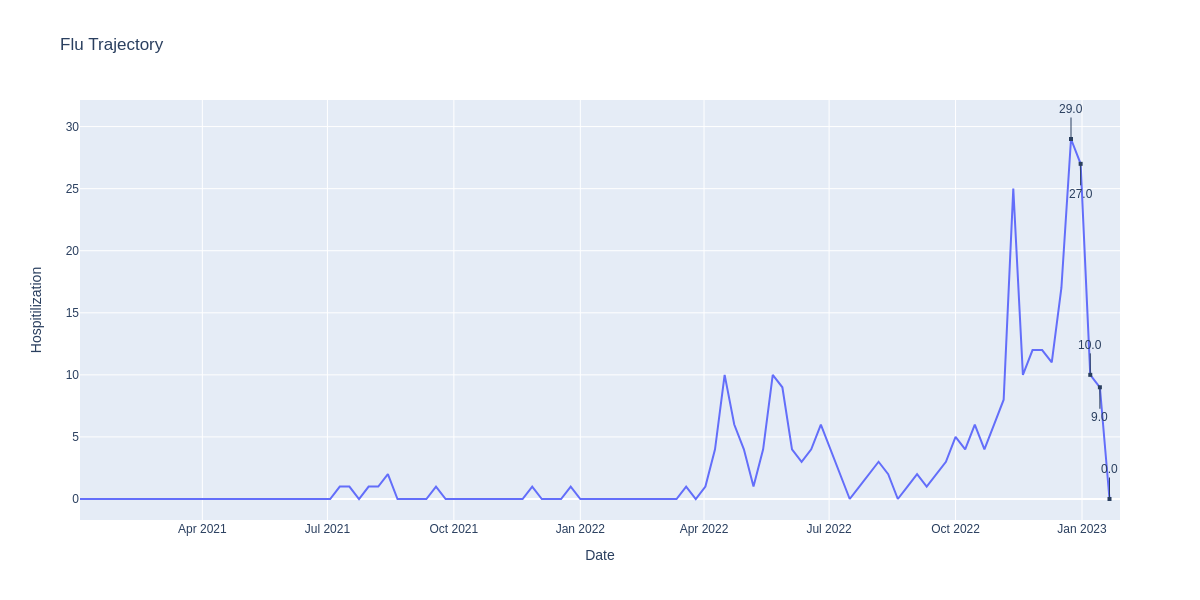 Flu Trajectory
29.0
27.0
10.0
9.0
0.0
30
25
20
15
10
5
0
Hospitilization
Apr 2021
Jul 2021
Oct 2021
Jan 2022
Apr 2022
Jul 2022
Oct 2022
Jan 2023
Date